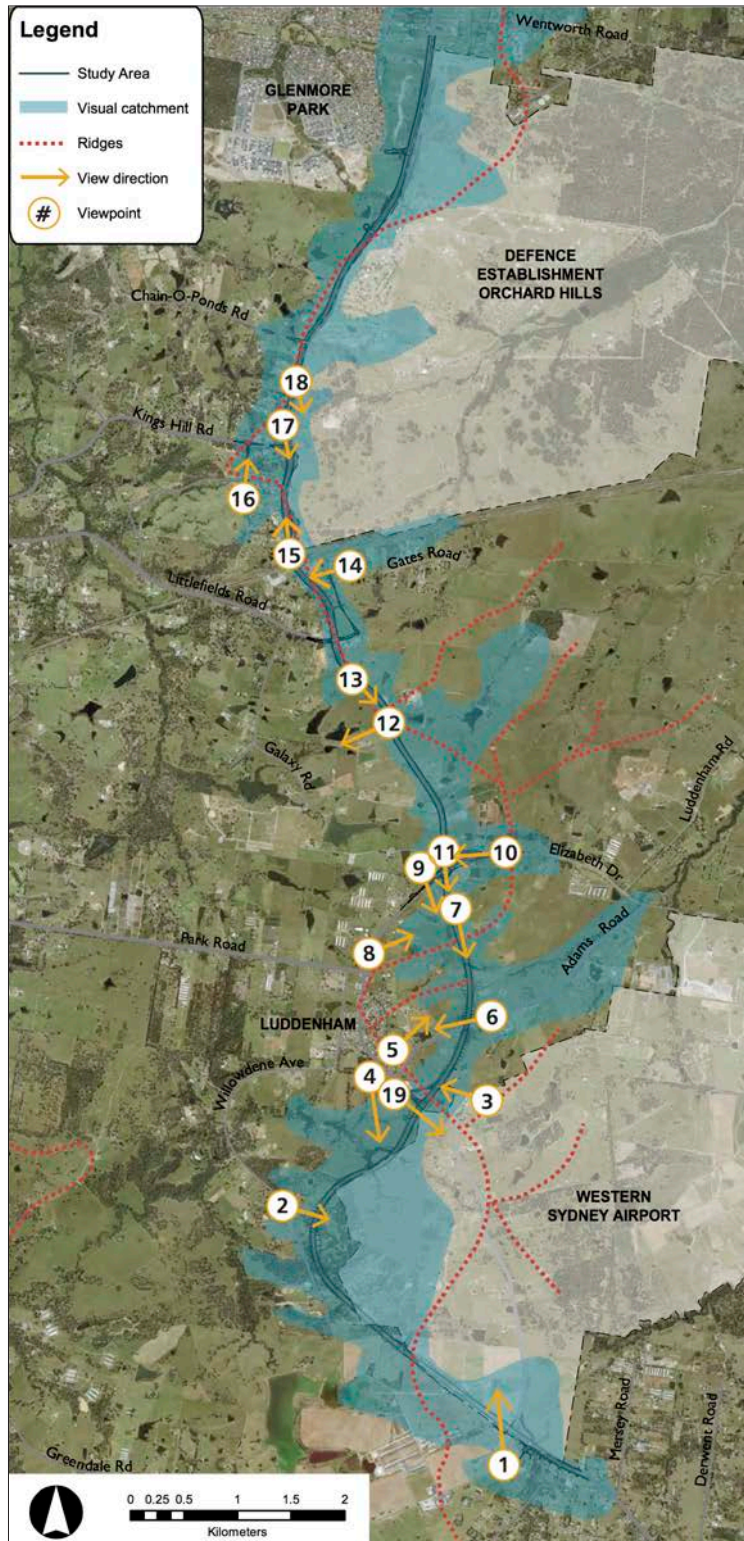 Legend
Study Area
Visual catchment
Ridges
View direction
#
Viewpoint
Wentworth Road
GLENMORE
PARK
DEFENCE
ESTABLISHMENT
ORCHARD HILLS
Chain-O-Ponds Rd
18
Kings Hill Rd
17
16
15
14
Gates Road
Littlefields Road
13
12
Galaxy Rd
Luddenham Rd
11
10
9
Elizabeth Dr
7
8
Park Road
Adams Road
6
LUDDENHAM
5
Willowdene Ave
4
19
3
2
WESTERN
SYDNEY AIRPORT
Mersey Road
Derwent Road
1
Greendale Rd
0 0.25 0.5 1 1.5 2
Kilometers